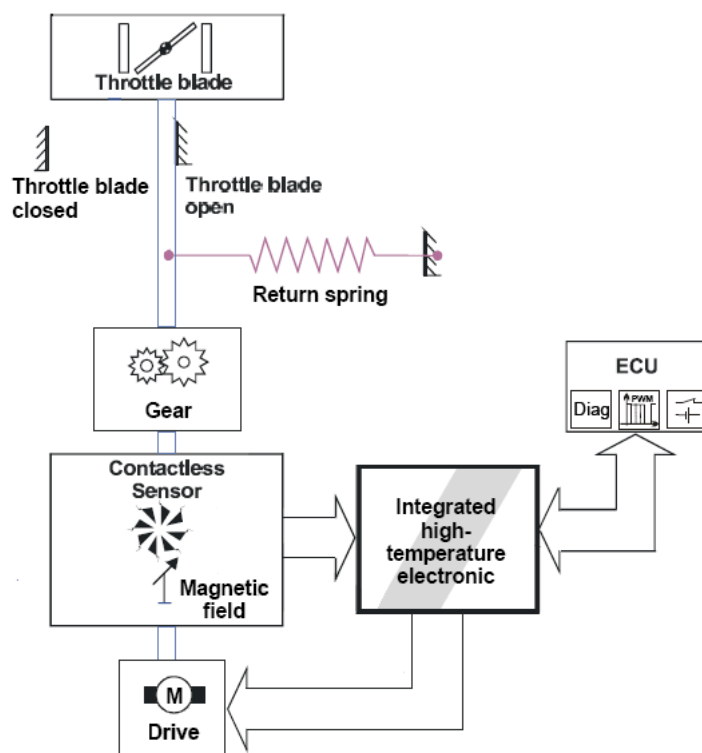 Throttle blade
Throttle blade
closed
Throttle blade
open
Return spring
Gear
ECU
Diag
PWM
Contactless
Sensor
Magnetic
field
Integrated
high-
temperature
electronic
M
Drive